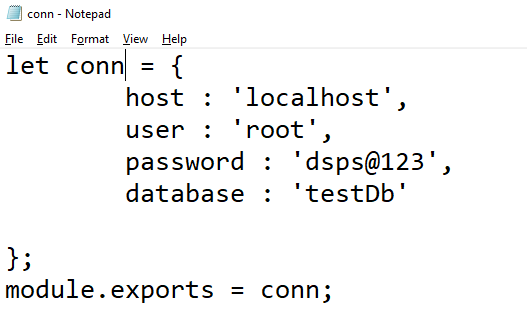 conn - Notepad
File Edit Format View Help
let conn = {
host : 'localhost',
user : 'root',
password : 'dsps@123',
database : 'testDb'
};
module.exports = conn;